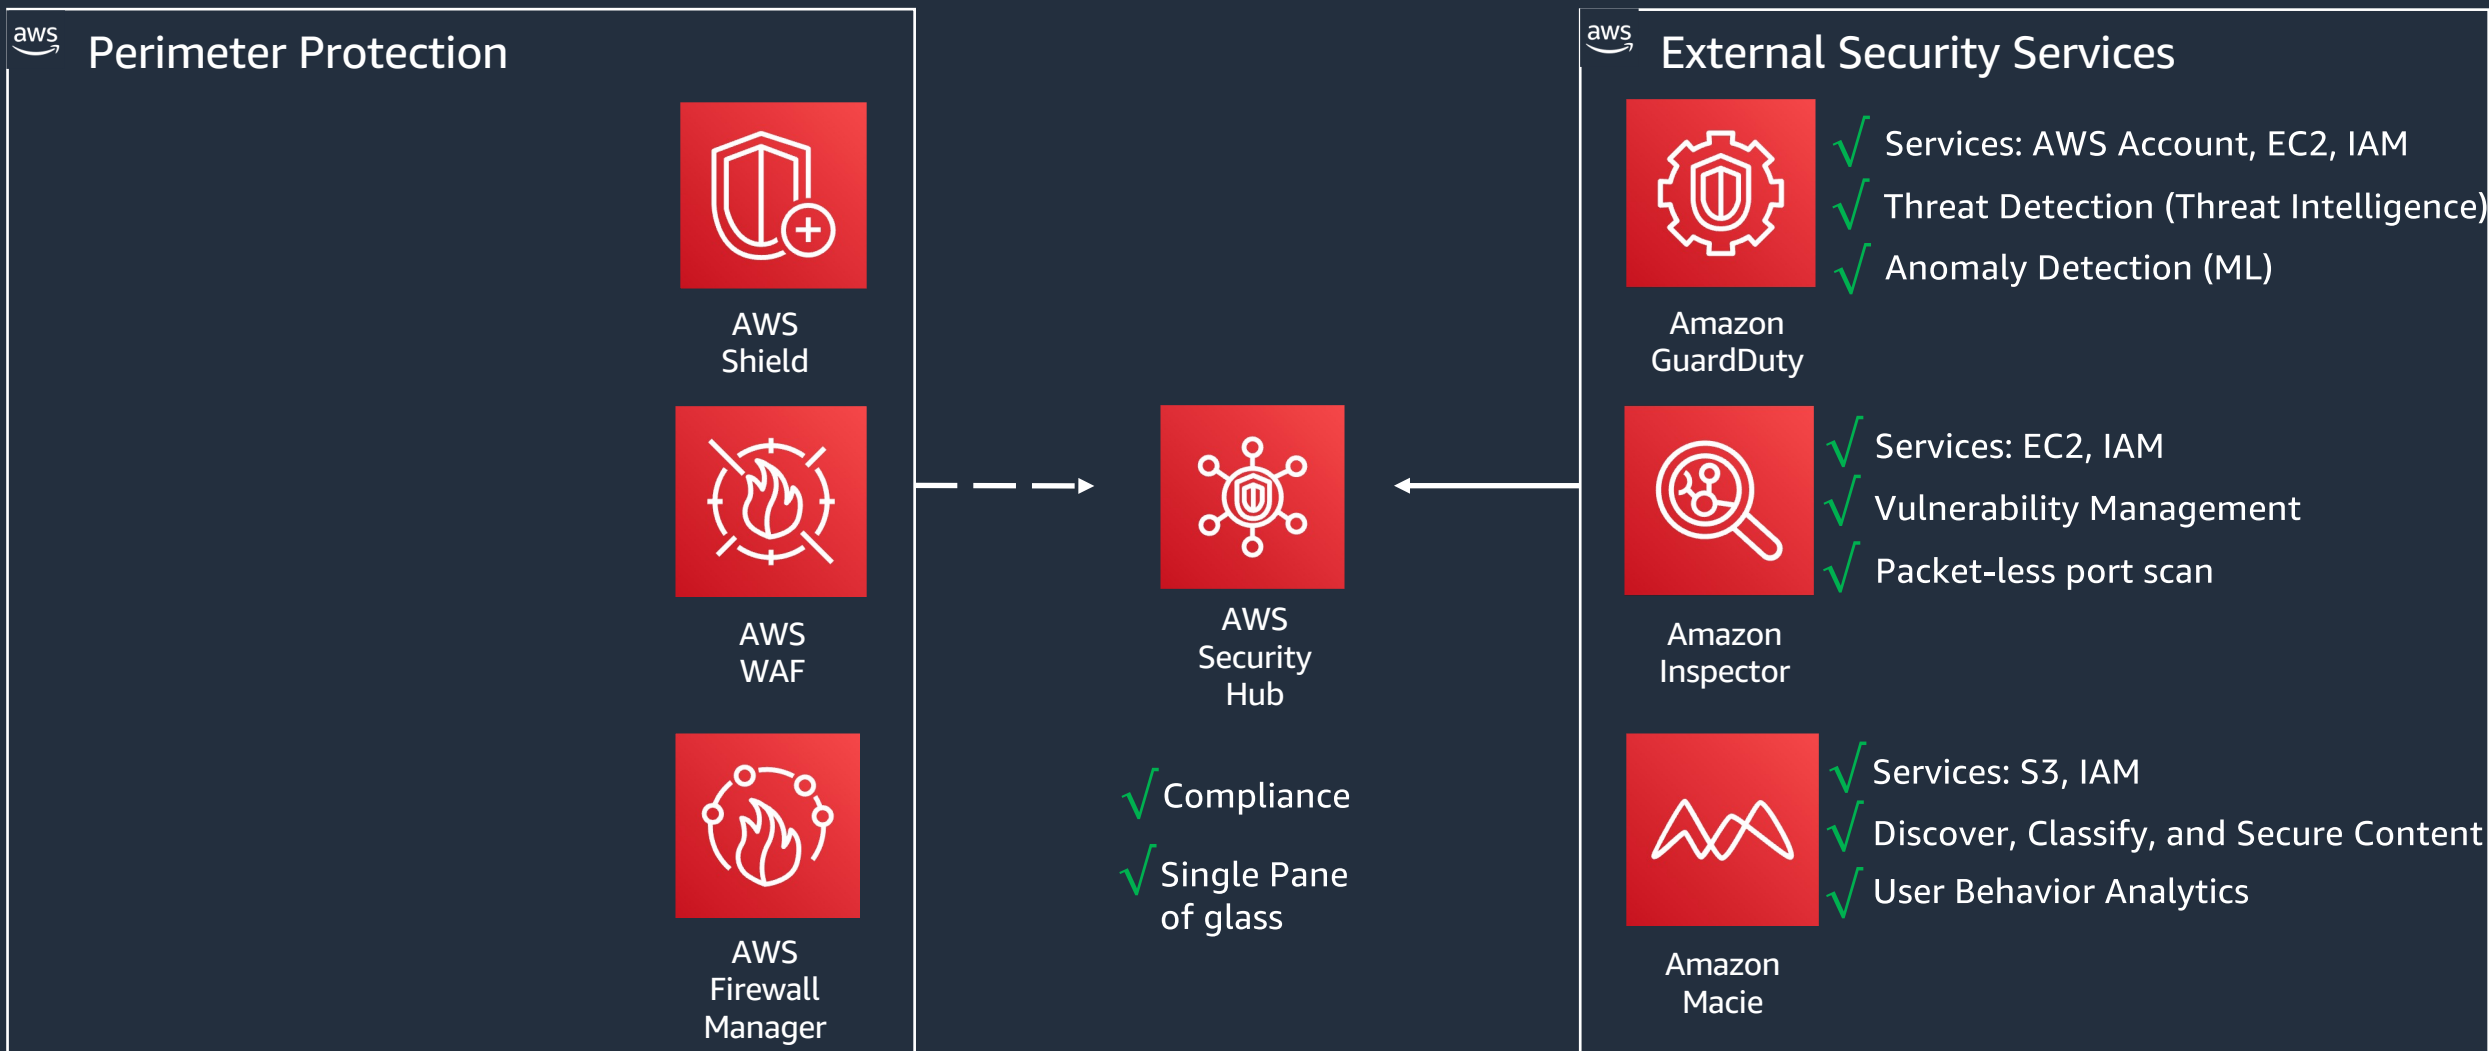 aws
Perimeter Protection
AWS
Shield
AWS
WAF
AWS
Firewall
Manager
AWS
Security
Hub
Compliance
Single Pane
of glass
aws
External Security Services
Services: AWS Account, EC2, IAM
Threat Detection (Threat Intelligence)
Anomaly Detection (ML)
Amazon
GuardDuty
Services: EC2, IAM
Vulnerability Management
Packet-less port scan
Amazon
Inspector
Services: S3, IAM
Discover, Classify, and Secure Content
User Behavior Analytics
Amazon
Macie